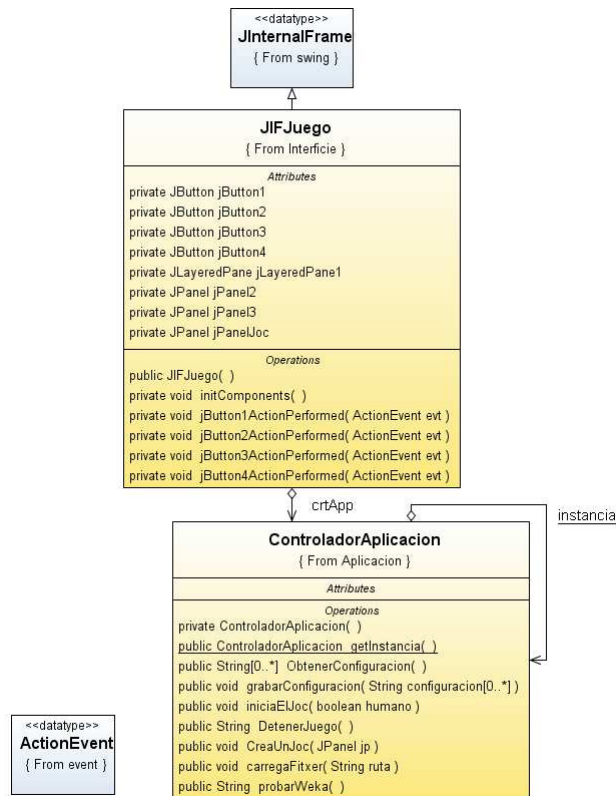 <<datatype>>
JInternalFrame
{ From swing }
JIFJuego
{ From Interficie }
Attributes
private JButton jButton1
private JButton jButton2
private JButton jButton3
private JButton jButton4
private JLayeredPane jLayeredPane1
private JPanel jPanel2
private JPanel jPanel3
private JPanel jPanelJoc
Operations
public JIFJuego( )
private void initComponents( )
private void jButton1ActionPerformed( ActionEvent evt )
private void jButton2ActionPerformed( ActionEvent evt )
private void jButton3ActionPerformed( ActionEvent evt )
private void jButton4ActionPerformed( ActionEvent evt )
crtApp
instancia
ControladorAplicacion
{ From Aplicacion }
Attributes
Operations
private ControladorAplicacion( )
public ControladorAplicacion getInstancia( )
public String[0..*] ObtenerConfiguracion( )
public void grabarConfiguracion( String configuracion[0..*] )
public void iniciaElJoc( boolean humano )
public String DetenerJuego( )
public void CreaUnJoc( JPanel jp )
public void carregaFitxer( String ruta )
public String probarWeka( )
<<datatype>>
ActionEvent
{ From event }